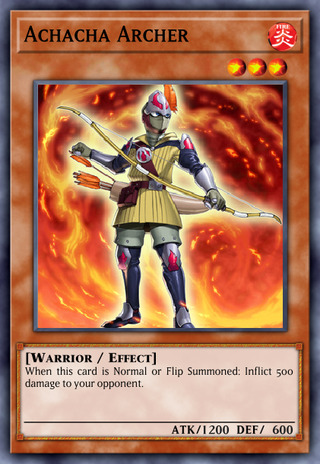 Achacha Archer
FIRE
炎
[Warrior / Effect]
When this card is Normal or Flip Summoned: Inflict 500
damage to your opponent.
ATK/1200 DEF/ 600